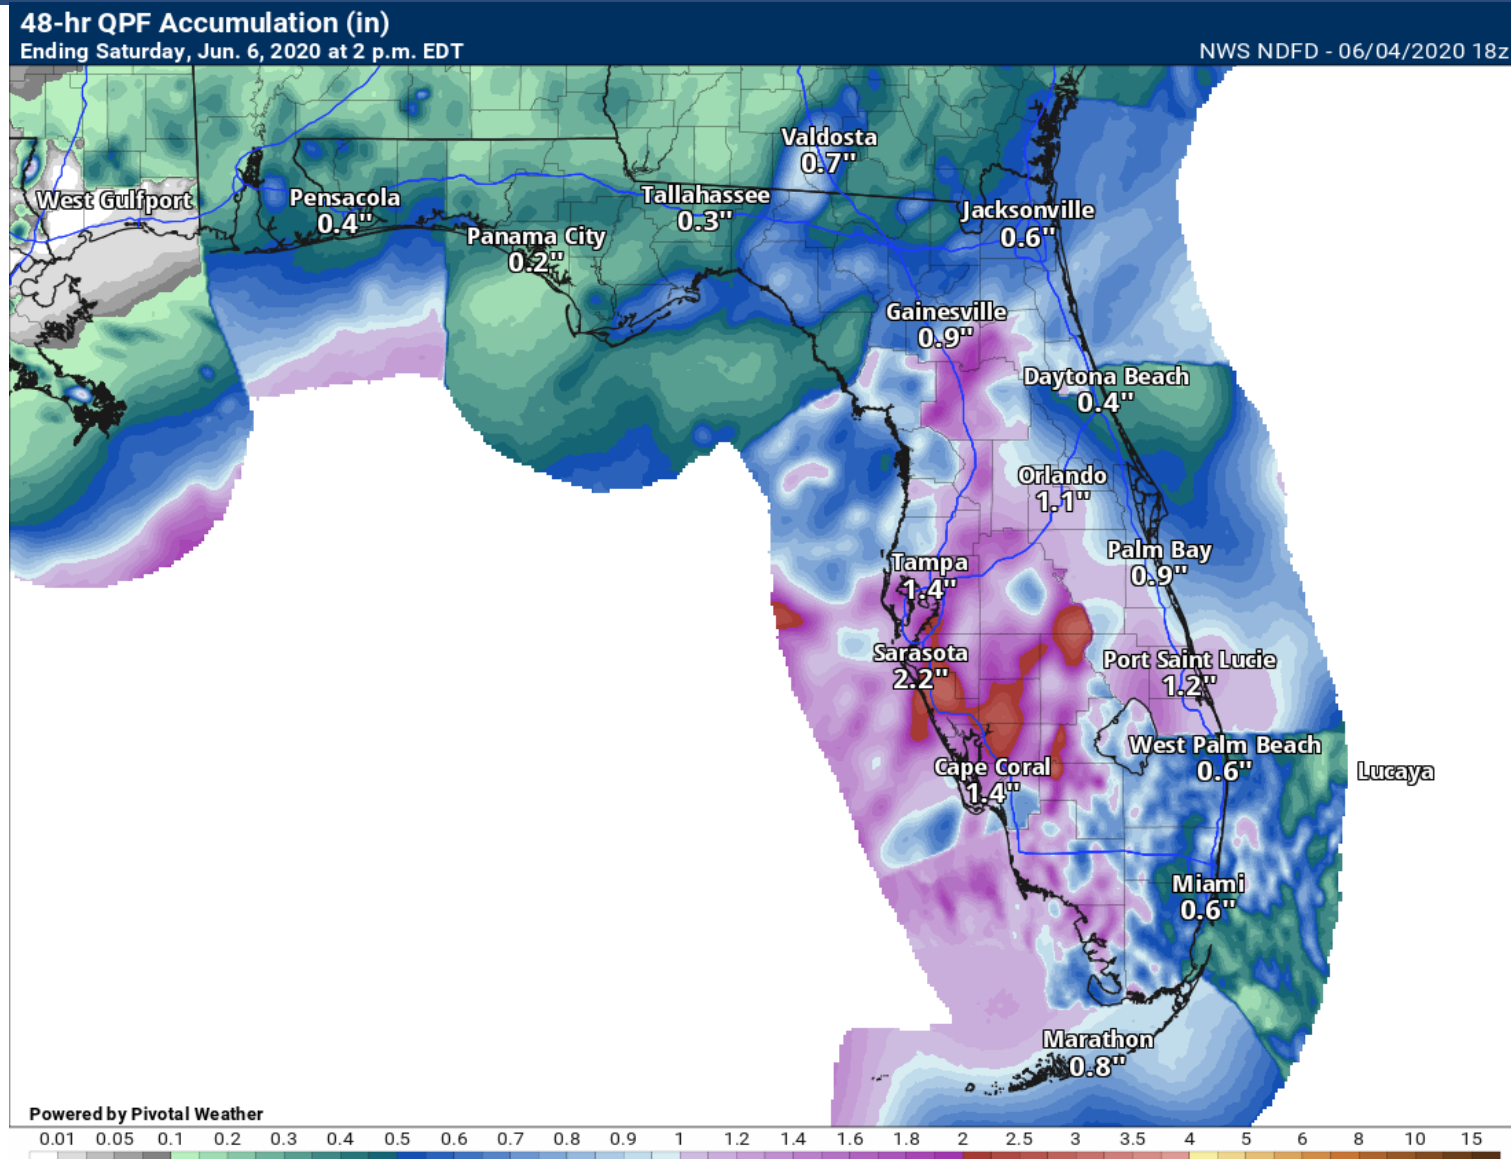 48-hr QPF Accumulation (in)
Ending Saturday, Jun. 6, 2020 at 2 p.m. EDT
NWS NDFD - 06/04/2020 18z
Valdosta
0.7"
West Gulfport
Pensacola
0.4"
Tallahassee
0.3"
Jacksonville
0.6"
Panama City
0.2"
Gainesville
0.9"
Daytona Beach
0.4"
Orlando
1.1"
Palm Bay
0.9"
Tampa
1.4"
Sarasota
2.2"
Port Saint Lucie
1.2"
West Palm Beach
0.6"
Lucaya
Cape Coral
1.4"
Miami
0.6"
Marathon
0.8"
Powered by Pivotal Weather
0.01 0.05 0.1 0.2 0.3 0.4 0.5 0.6 0.7 0.8 0.9 1 1.2 1.4 1.6 1.8 2 2.5 3 3.5 4 5 6 8 10 15